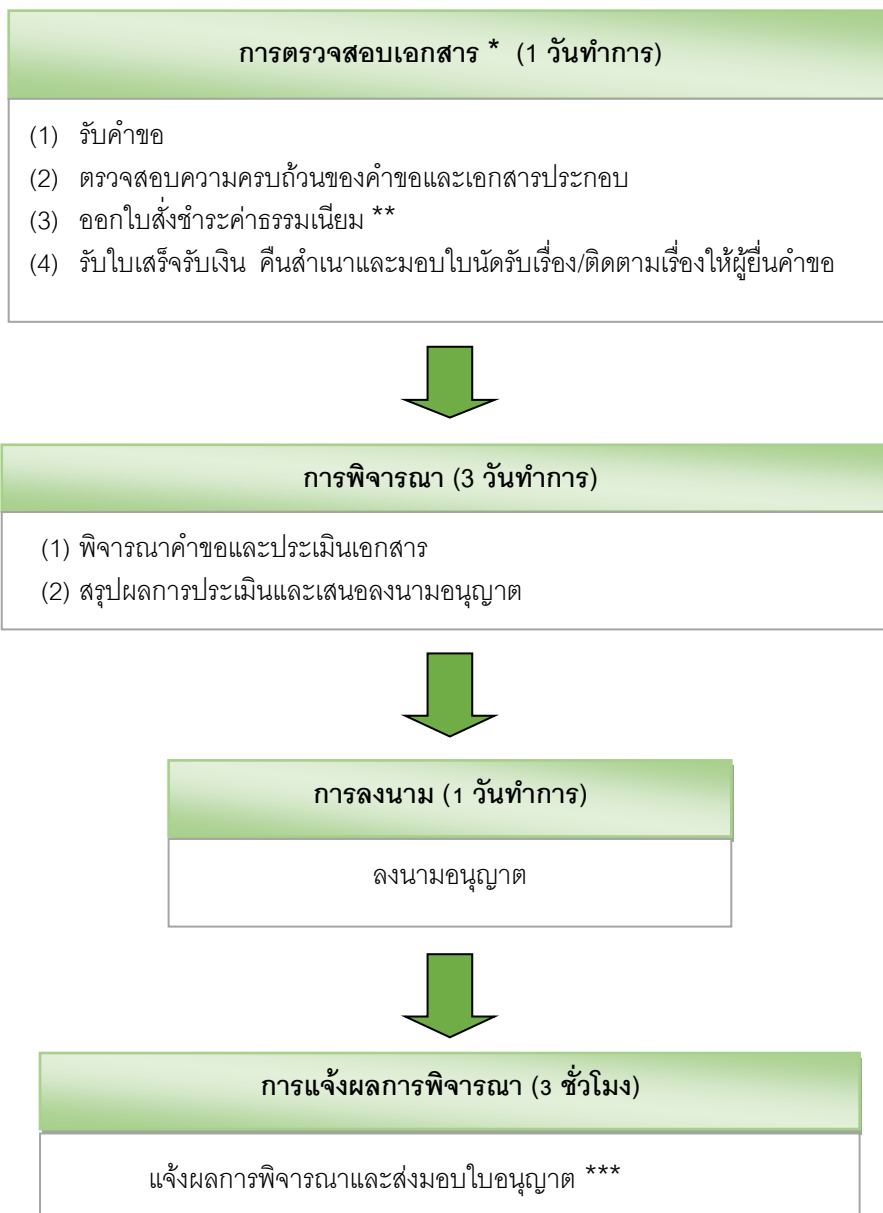 การตรวจสอบเอกสาร * (1 วันทำการ)
(1) รับคำขอ
(2) ตรวจสอบความครบถ้วนของคำขอและเอกสารประกอบ
(3) ออกใบสั่งชำระค่าธรรมเนียม **
(4) รับใบเสร็จรับเงิน คืนสำเนาและมอบใบนัดรับเรื่อง/ติดตามเรื่องให้ผู้ยื่นคำขอ
การพิจารณา (3 วันทำการ)
(1) พิจารณาคำขอและประเมินเอกสาร
(2) สรุปผลการประเมินและเสนอลงนามอนุญาต
การลงนาม (1 วันทำการ)
ลงนามอนุญาต
การแจ้งผลการพิจารณา (3 ชั่วโมง)
แจ้งผลการพิจารณาและส่งมอบใบอนุญาต ***